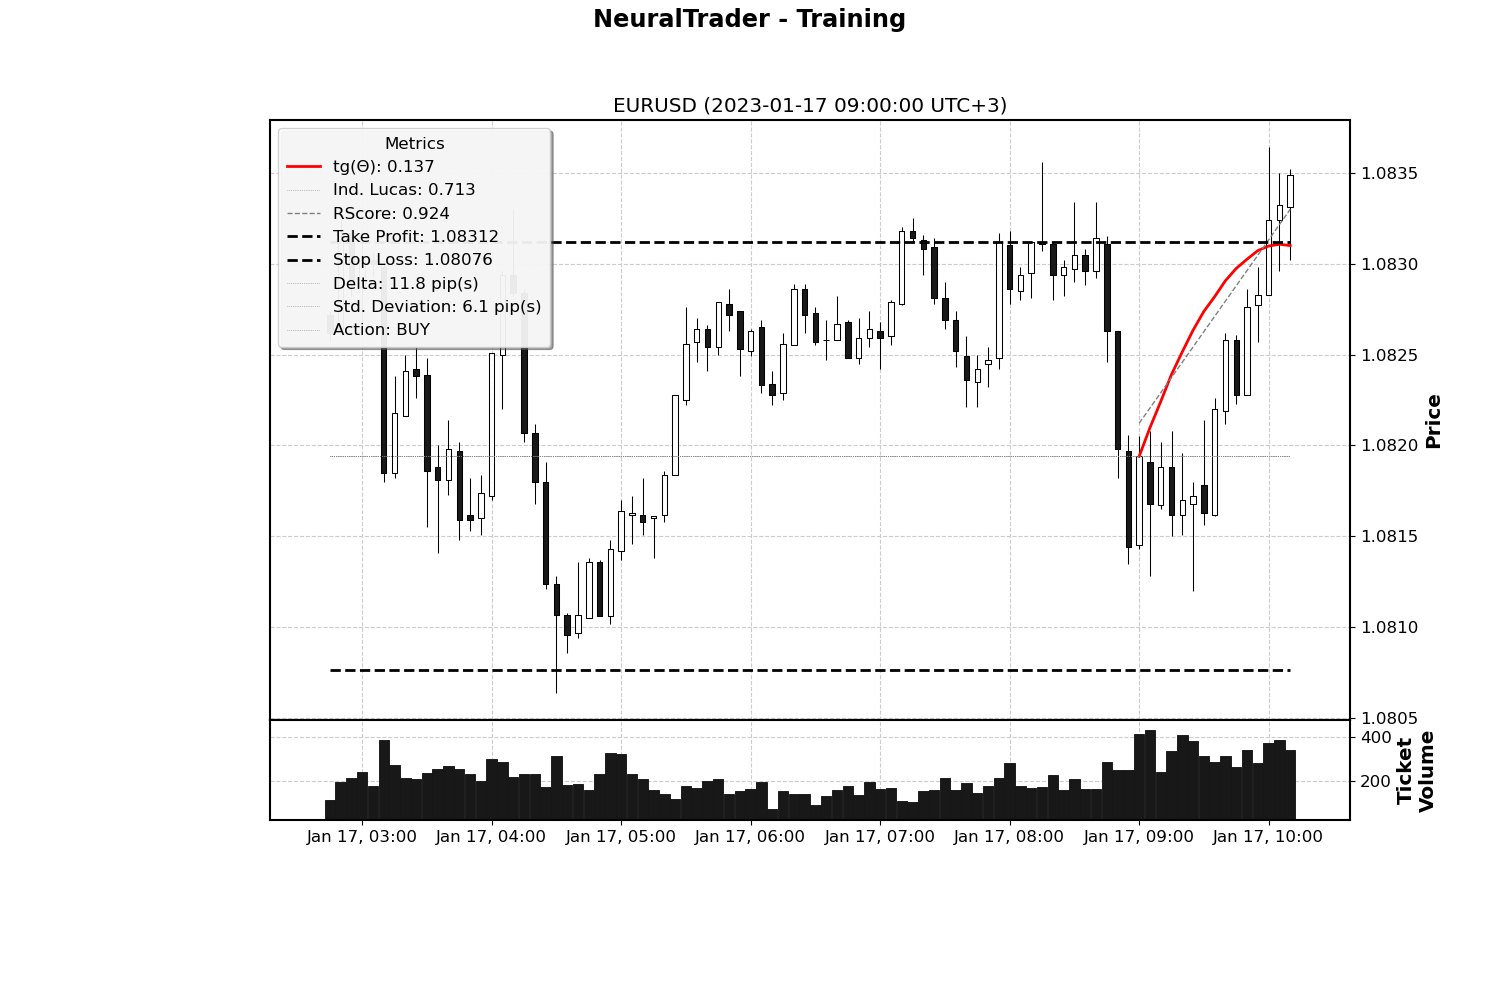 NeuralTrader - Training
EURUSD (2023-01-17 09:00:00 UTC+3)
Metrics
tg(Θ): 0.137
Ind. Lucas: 0.713
RScore: 0.924
Take Profit: 1.08312
Stop Loss: 1.08076
Delta: 11.8 pip(s)
Std. Deviation: 6.1 pip(s)
Action: BUY
1.0835
1.0830
1.0825
1.0820
1.0815
1.0810
1.0805
Price
400
200
Ticket
Volume
Jan 17, 03:00
Jan 17, 04:00
Jan 17, 05:00
Jan 17, 06:00
Jan 17, 07:00
Jan 17, 08:00
Jan 17, 09:00
Jan 17, 10:00